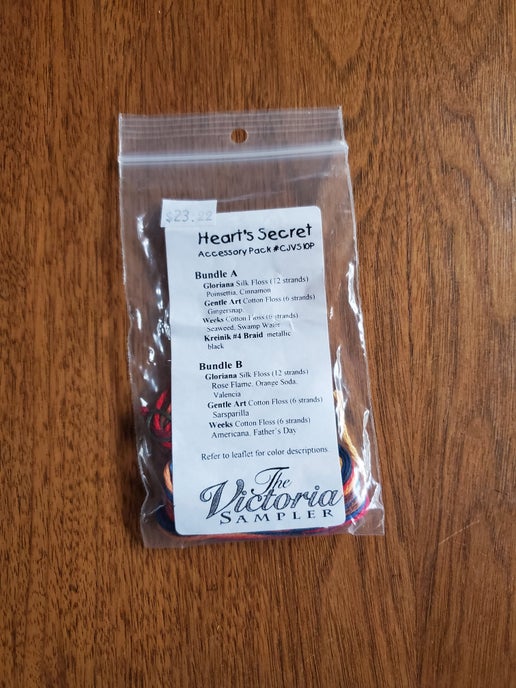 $23.22
Heart's Secret
Accessory Pack #CJVS10P
Bundle A
Gloriana Silk Floss (12 strands)
Poinsettia, Cinnamon
Gentle Art Cotton Floss (6 strands)
Gingersnap
Weeks Cotton Floss (6 strands)
Seaweed, Swamp Water
Kreinik #4 Braid metallic
black
Bundle B
Gloriana Silk Floss (12 strands)
Rose Flame, Orange Soda,
Valencia
Gentle Art Cotton Floss (6 strands)
Sarsparilla
Weeks Cotton Floss (6 strands)
Americana, Father's Day
Refer to leaflet for color descriptions.
The
Victoria
SAMPLER